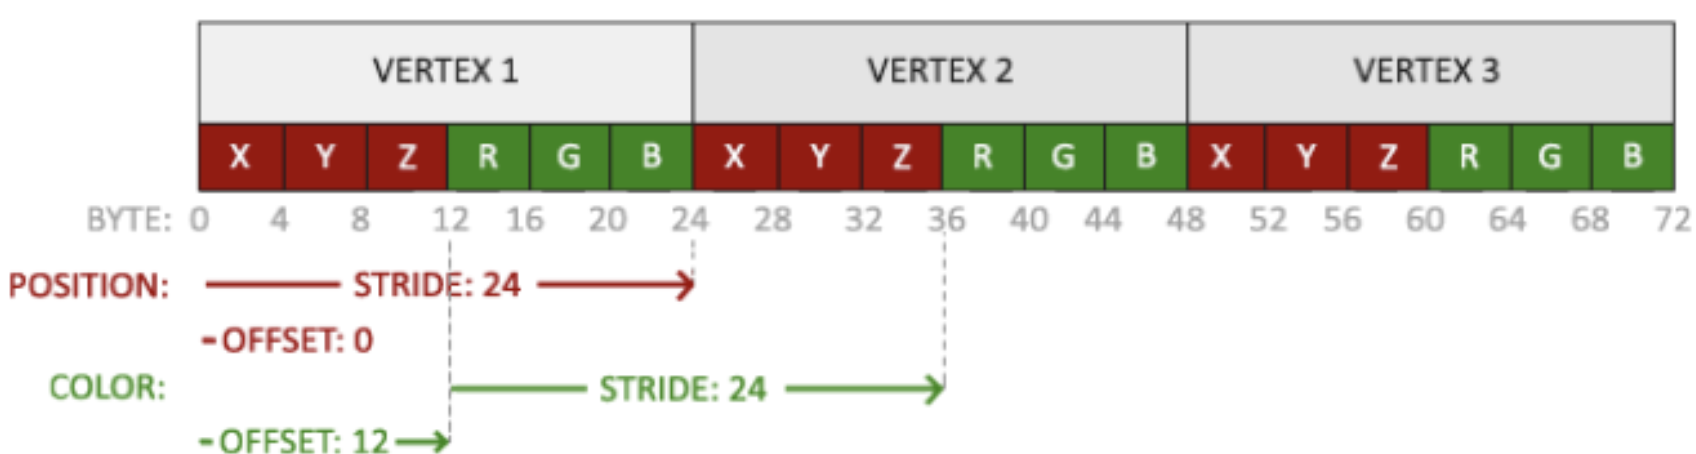 VERTEX 1 VERTEX 2 VERTEX 3
X Y Z R G B X Y Z R G B X Y Z R G B
BYTE: 0 4 8 12 16 20 24 28 32 36 40 44 48 52 56 60 64 68 72
POSITION: STRIDE: 24
OFFSET: 0
COLOR: STRIDE: 24
OFFSET: 12